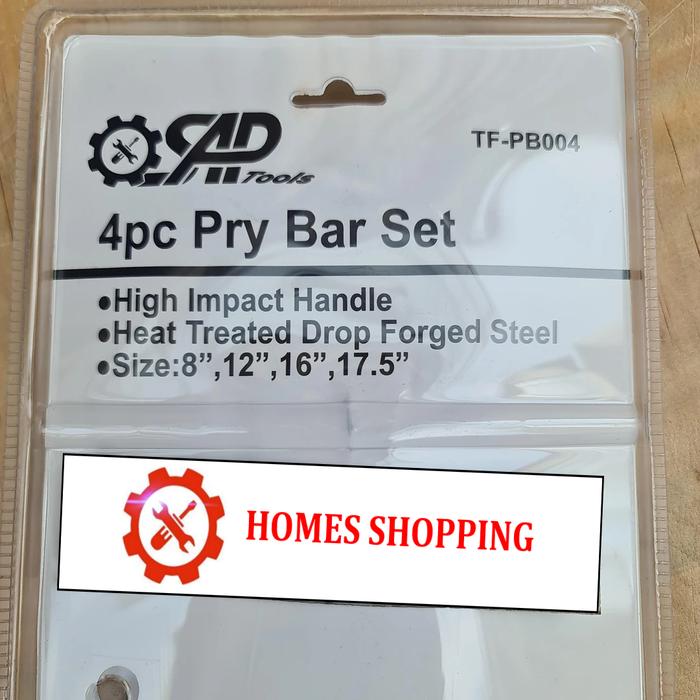 SAD
Tools
TF-PB004
4pc Pry Bar Set
•High Impact Handle
•Heat Treated Drop Forged Steel
•Size:8”,12”,16”,17.5”
HOMES SHOPPING